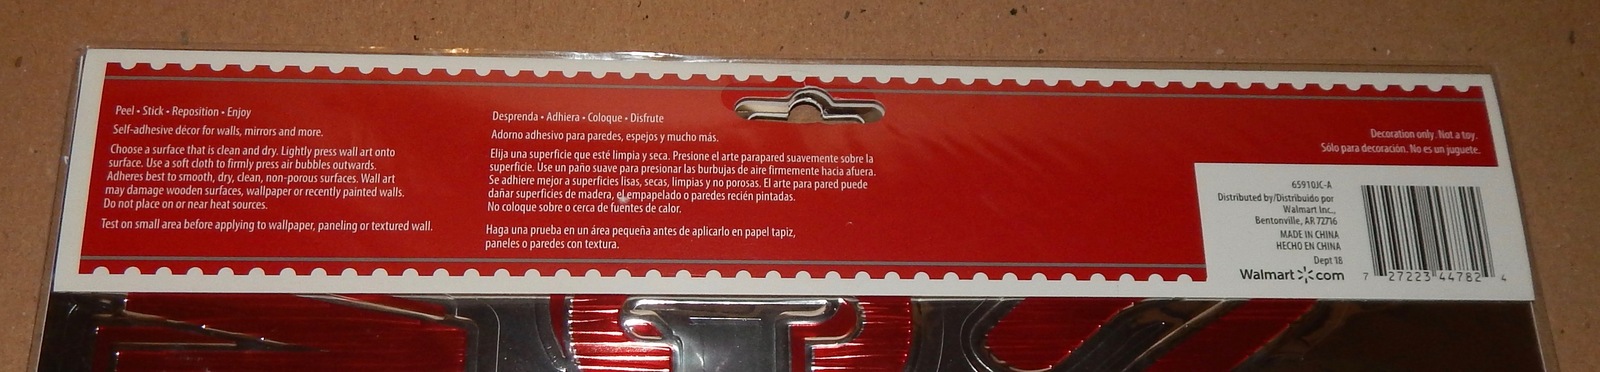 Peel • Stick • Reposition • Enjoy
Self-adhesive décor for walls, mirrors and more.
Choose a surface that is clean and dry. Lightly press wall art onto
surface. Use a soft cloth to firmly press air bubbles outwards.
Adheres best to smooth, dry, clean, non-porous surfaces. Wall art
may damage wooden surfaces, wallpaper or recently painted walls.
Do not place on or near heat sources.
Test on small area before applying to wallpaper, paneling or textured wall.
Desprenda • Adhiera • Coloque • Disfrute
Adorno adhesivo para paredes, espejos y mucho más.
Elija una superficie que esté limpia y seca. Presione el arte parapared suavemente sobre la
superficie. Use un paño suave para presionar las burbujas de aire firmemente hacia afuera.
Se adhiere mejor a superficies lisas, secas, limpias y no porosas. El arte para pared puede
dañar superficies de madera, el empapelado o paredes recién pintadas.
No coloque sobre o cerca de fuentes de calor.
Haga una prueba en un área pequeña antes de aplicarlo en papel tapiz,
paneles o paredes con textura.
Decoration only. Not a toy.
Sólo para decoración. No es un juguete.
65910JC-A
Distributed by/Distribuido por
Walmart Inc.,
Bentonville, AR 72716
MADE IN CHINA
HECHO EN CHINA
Dept 18
Walmart com
7 27223 44782 4